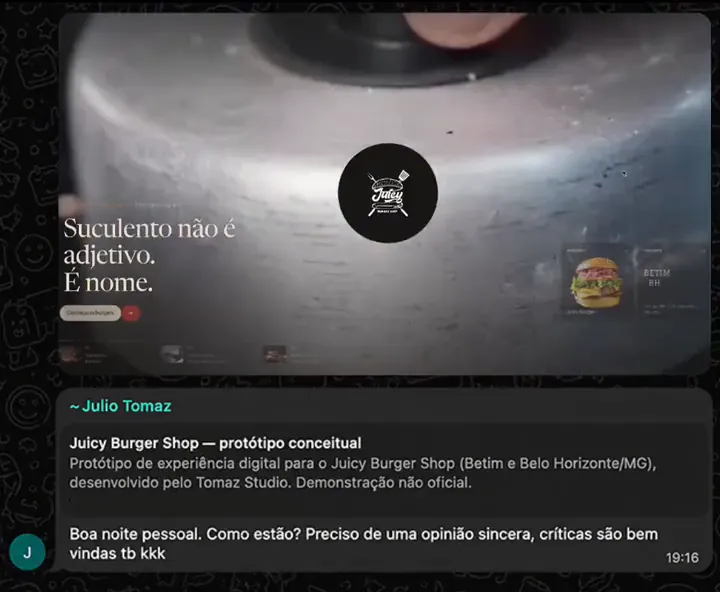 Juicy
Suculento não é
adjetivo.
É nome.
BETIM
BH
~Julio Tomaz
Juicy Burger Shop — protótipo conceitual
Protótipo de experiência digital para o Juicy Burger Shop (Betim e Belo Horizonte/MG),
desenvolvido pelo Tomaz Studio. Demonstração não oficial.
J
Boa noite pessoal. Como estão? Preciso de uma opinião sincera, críticas são bem
vindas tb kkk
19:16